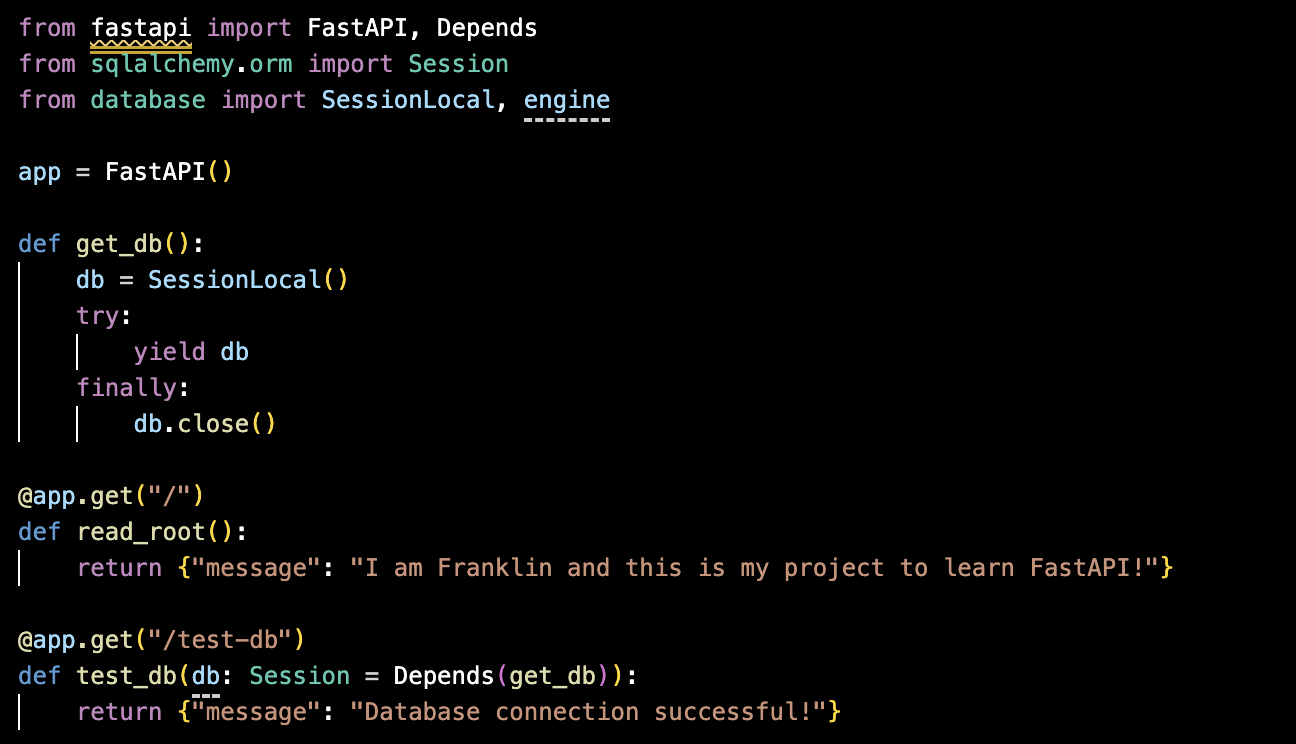 from fastapi import FastAPI, Depends
from sqlalchemy.orm import Session
from database import SessionLocal, engine
app = FastAPI()
def get_db():
    db = SessionLocal()
    try:
        yield db
    finally:
        db.close()
@app.get("/")
def read_root():
    return {"message": "I am Franklin and this is my project to learn FastAPI!"}
@app.get("/test-db")
def test_db(db: Session = Depends(get_db)):
    return {"message": "Database connection successful!"}